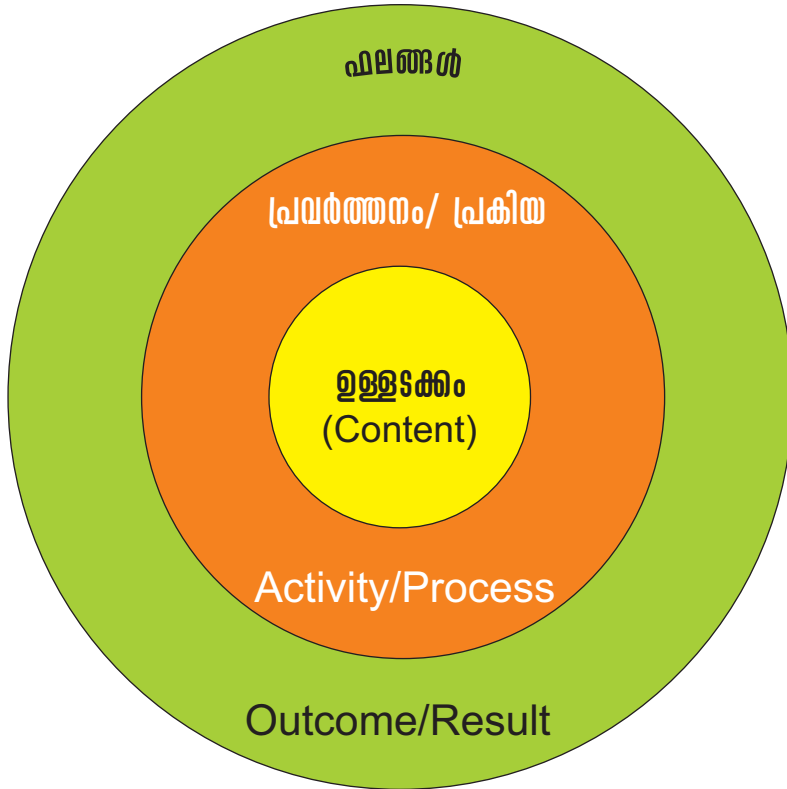 ഫലങ്ങൾ
പ്രവർത്തനം/ പ്രകിയ
ഉള്ളടക്കം
(Content)
Activity/Process
Outcome/Result